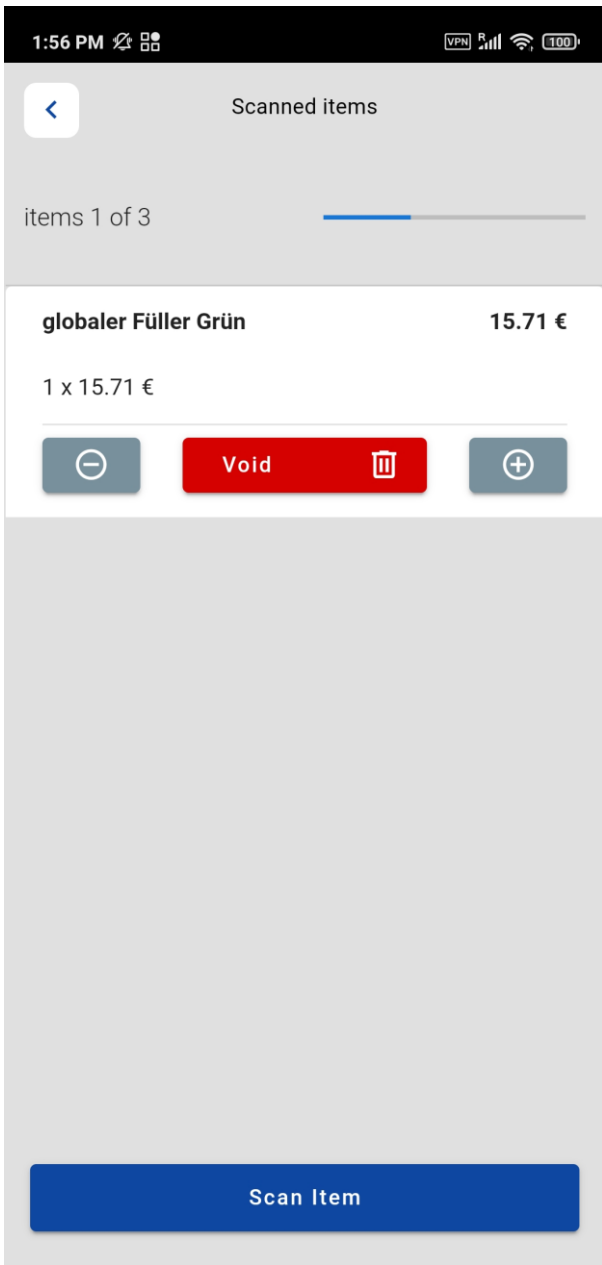 1:56 PM VPN R 100
Scanned items
items 1 of 3
globaler Füller Grün 15.71 €
1 x 15.71 €
Void
Scan Item